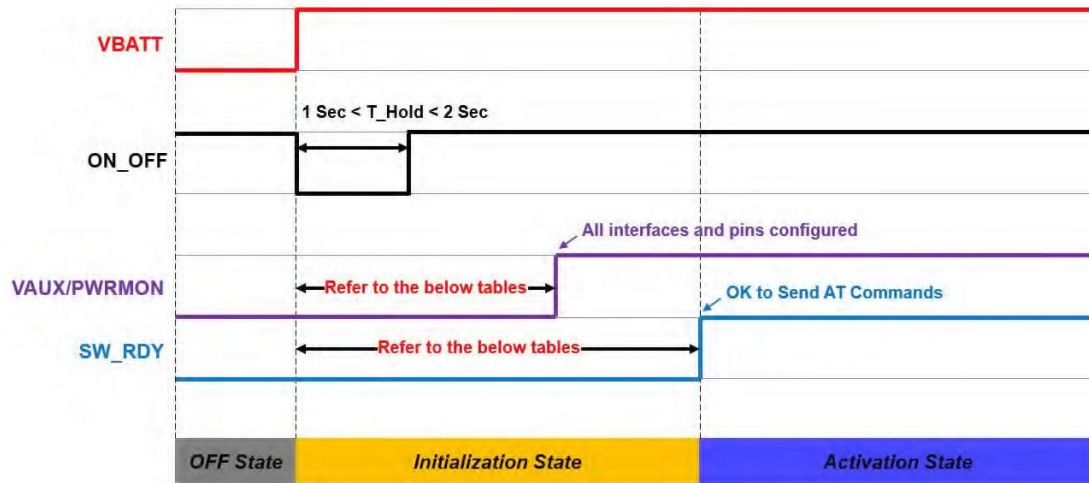 VBATT
1 Sec < T_Hold < 2 Sec
ON_OFF
All interfaces and pins configured
VAUX/PWRMON
Refer to the below tables
OK to Send AT Commands
SW_RDY
Refer to the below tables
OFF State
Initialization State
Activation State